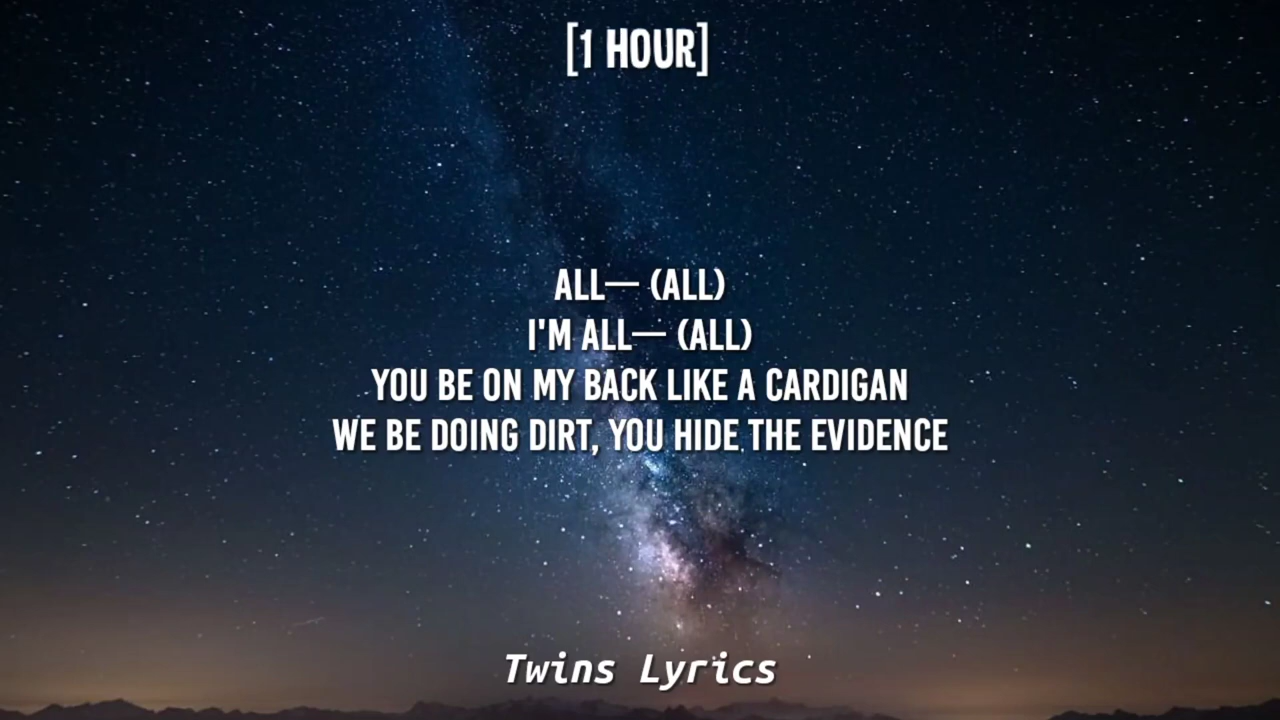 [1 HOUR]
ALL— (ALL)
I'M ALL— (ALL)
YOU BE ON MY BACK LIKE A CARDIGAN
WE BE DOING DIRT, YOU HIDE THE EVIDENCE
Twins Lyrics